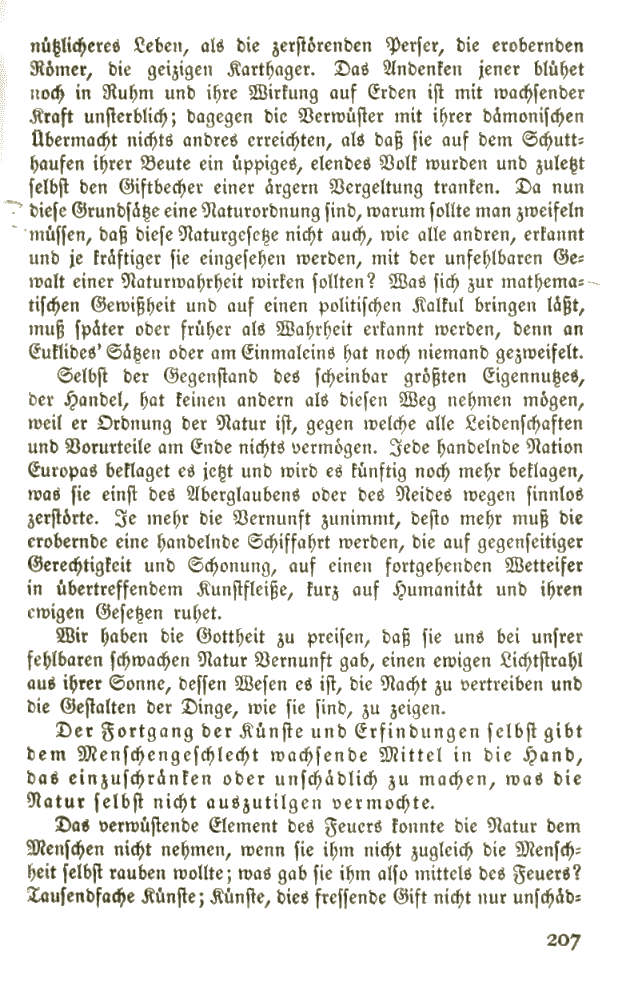 nützlicheres Leben, als die zerstörenden Perser, die erobernden
Römer, die geizigen Karthager. Das Andenken jener blühet
noch in Ruhm und ihre Wirkung auf Erden ist mit wachsender
Kraft unsterblich; dagegen die Verwüster mit ihrer dämonischen
Übermacht nichts andres erreichten, als daß sie auf dem Schutt-
haufen ihrer Beute ein üppiges, elendes Volk wurden und zuletzt
selbst den Giftbecher einer ärgern Vergeltung tranken. Da nun
diese Grundsätze eine Naturordnung sind, warum sollte man zweifeln
müssen, daß diese Naturgesetze nicht auch, wie alle andren, erkannt
und je kräftiger sie eingesehen werden, mit der unfehlbaren Ge-
walt einer Naturwahrheit wirken sollten? Was sich zur mathema-
tischen Gewißheit und auf einen politischen Kalkul bringen läßt,
muß später oder früher als Wahrheit erkannt werden, denn an
Euklides' Sätzen oder am Einmaleins hat noch niemand gezweifelt.
Selbst der Gegenstand des scheinbar größten Eigennutzes,
der Handel, hat keinen andern als diesen Weg nehmen mögen,
weil er Ordnung der Natur ist, gegen welche alle Leidenschaften
und Vorurteile am Ende nichts vermögen. Jede handelnde Nation
Europas beklaget es jetzt und wird es künftig noch mehr beklagen,
was sie einst des Aberglaubens oder des Neides wegen sinnlos
zerstörte. Je mehr die Vernunft zunimmt, desto mehr muß die
erobernde eine handelnde Schiffahrt werden, die auf gegenseitiger
Gerechtigkeit und Schonung, auf einen fortgehenden Wetteifer
in übertreffendem Kunstfleiße, kurz auf Humanität und ihren
ewigen Gesetzen ruhet.
Wir haben die Gottheit zu preisen, daß sie uns bei unsrer
fehlbaren schwachen Natur Vernunft gab, einen ewigen Lichtstrahl
aus ihrer Sonne, dessen Wesen es ist, die Nacht zu vertreiben und
die Gestalten der Dinge, wie sie sind, zu zeigen.
Der Fortgang der Künste und Erfindungen selbst gibt
dem Menschengeschlecht wachsende Mittel in die Hand,
das einzuschränken oder unschädlich zu machen, was die
Natur selbst nicht auszutilgen vermochte.
Das verwüstende Element des Feuers konnte die Natur dem
Menschen nicht nehmen, wenn sie ihm nicht zugleich die Mensch-
heit selbst rauben wollte; was gab sie ihm also mittels des Feuers?
Tausendfache Künste; Künste, dies fressende Gift nicht nur unschäd-
207